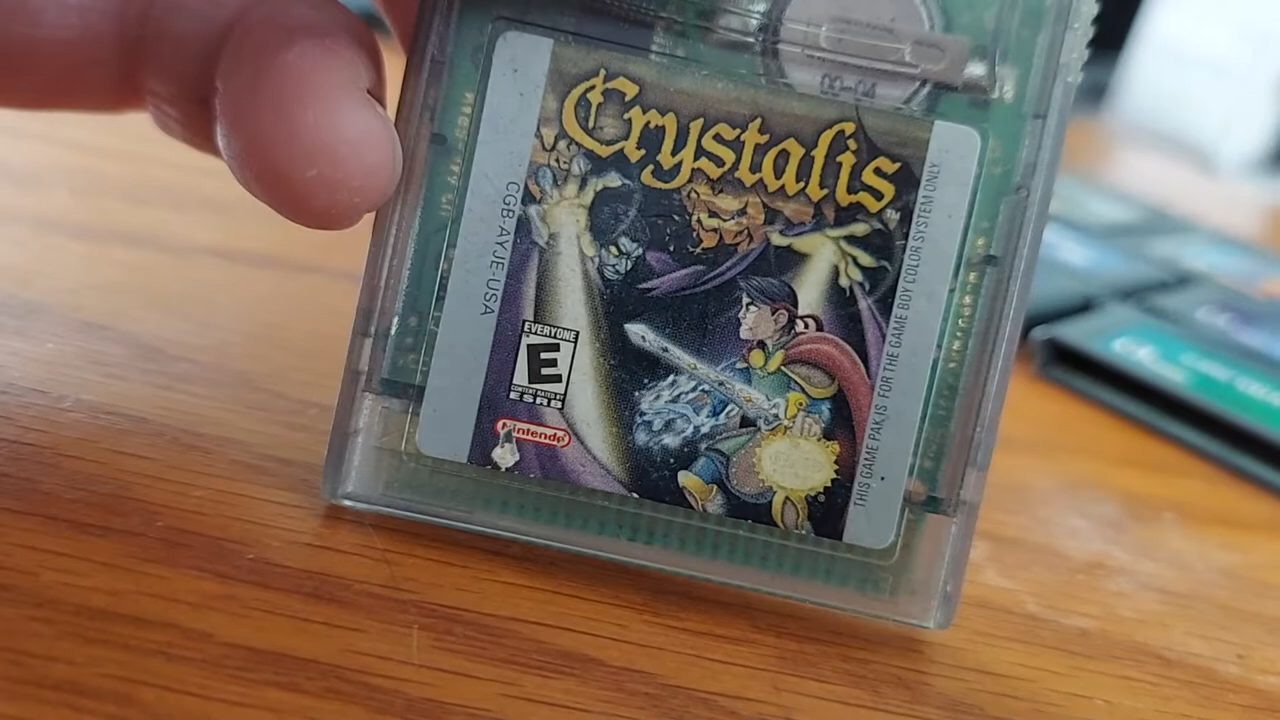 00-04
Crystalis
TM
CGB-AYJE-USA
EVERYONE
E
CONTENT RATED BY
ESRB
Nintendo
®
THIS GAME PAK IS FOR THE GAME BOY COLOR SYSTEM ONLY.